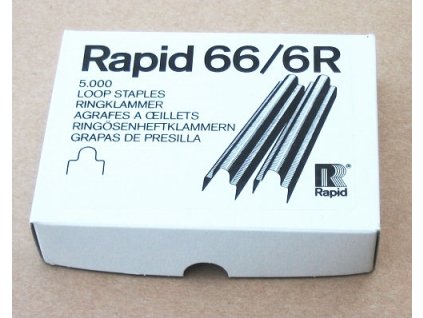 Rapid 66/6R
5.000
LOOP STAPLES
RINGKLAMMER
AGRAFES A ŒILLETS
RINGÖSENHEFTKLAMMERN
GRAPAS DE PRESILLA
R®
Rapid